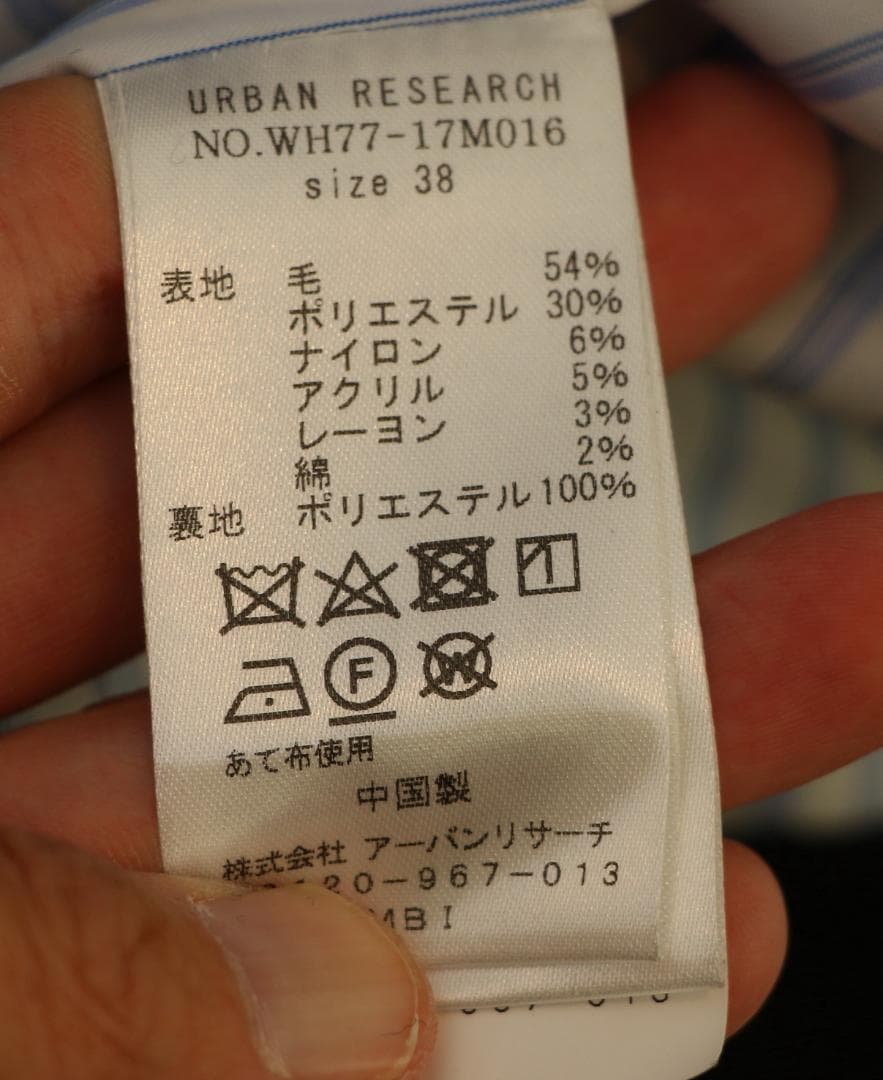 URBAN RESEARCH
NO.WH77-17M016
size 38
表地 毛 54%
ポリエステル 30%
ナイロン 6%
アクリル 5%
レーヨン 3%
綿 2%
裏地 ポリエステル 100%
F
W
あて布使用
中国製
株式会社 アーバンリサーチ
20-967-013
MBI